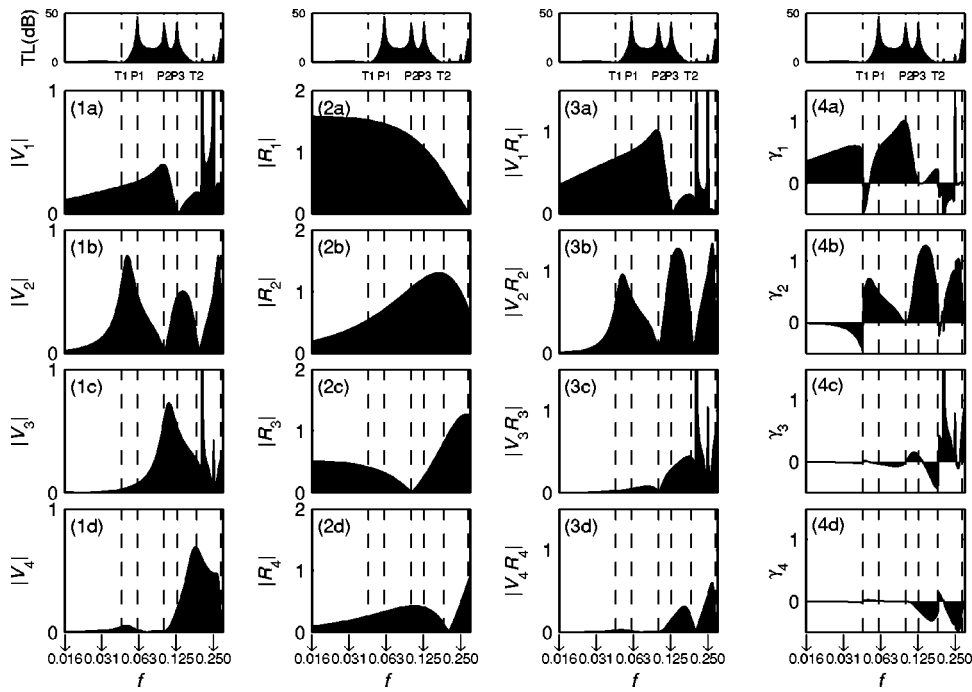 TL(dB)
50
0
T1 P1 P2P3 T2
50
0
T1 P1 P2P3 T2
50
0
T1 P1 P2P3 T2
50
0
T1 P1 P2P3 T2
|V1|
1
0
(1a)
|R1|
2
1
0
(2a)
|V1R1|
1
0
(3a)
γ1
1
0
(4a)
|V2|
1
0
(1b)
|R2|
2
1
0
(2b)
|V2R2|
1
0
(3b)
γ2
1
0
(4b)
|V3|
1
0
(1c)
|R3|
2
1
0
(2c)
|V3R3|
1
0
(3c)
γ3
1
0
(4c)
|V4|
1
0
(1d)
|R4|
2
1
0
(2d)
|V4R4|
1
0
(3d)
γ4
1
0
(4d)
0.016 0.031 0.063 0.125 0.250
f
0.016 0.031 0.063 0.125 0.250
f
0.016 0.031 0.063 0.125 0.250
f
0.016 0.031 0.063 0.125 0.250
f